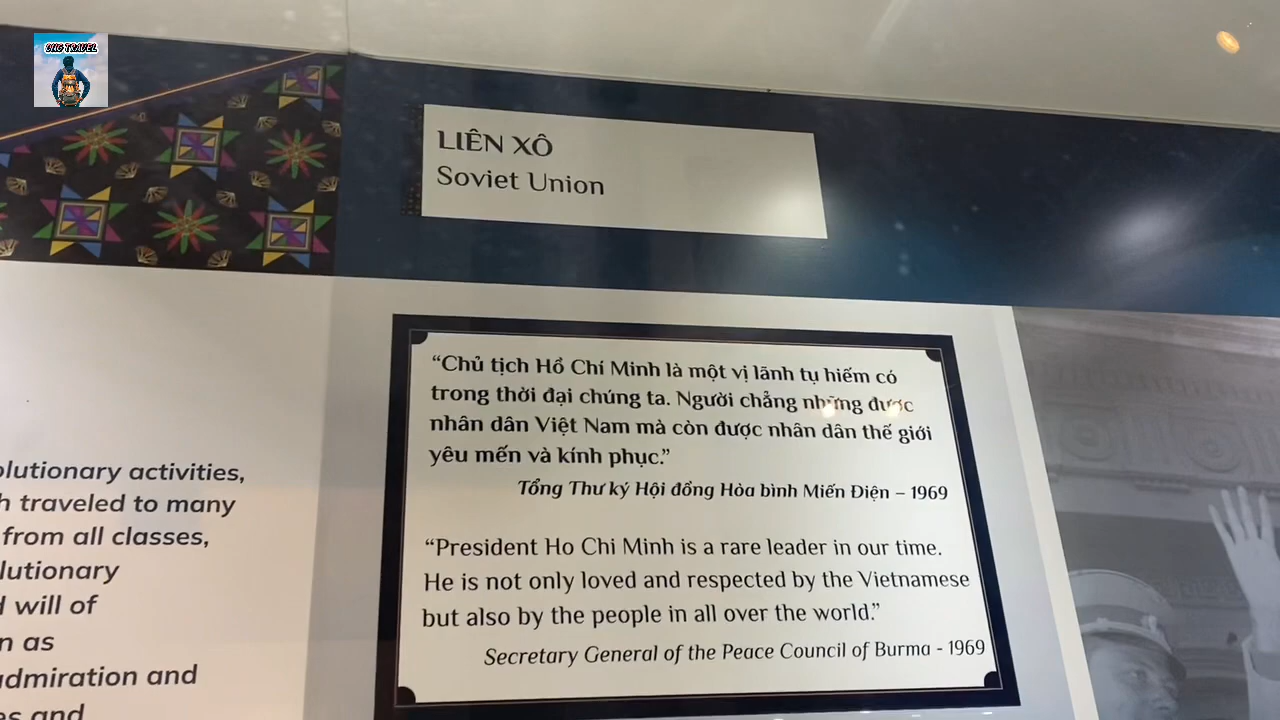 UNG TRAVEL
LIÊN XÔ
Soviet Union
“Chủ tịch Hồ Chí Minh là một vị lãnh tụ hiếm có
trong thời đại chúng ta. Người chẳng những được
nhân dân Việt Nam mà còn được nhân dân thế giới
yêu mến và kính phục.”
Tổng Thư ký Hội đồng Hòa bình Miến Điện – 1969
“President Ho Chi Minh is a rare leader in our time.
He is not only loved and respected by the Vietnamese
but also by the people in all over the world.”
Secretary General of the Peace Council of Burma - 1969
activities,
traveled to many
from all classes,
will of
as
and
and